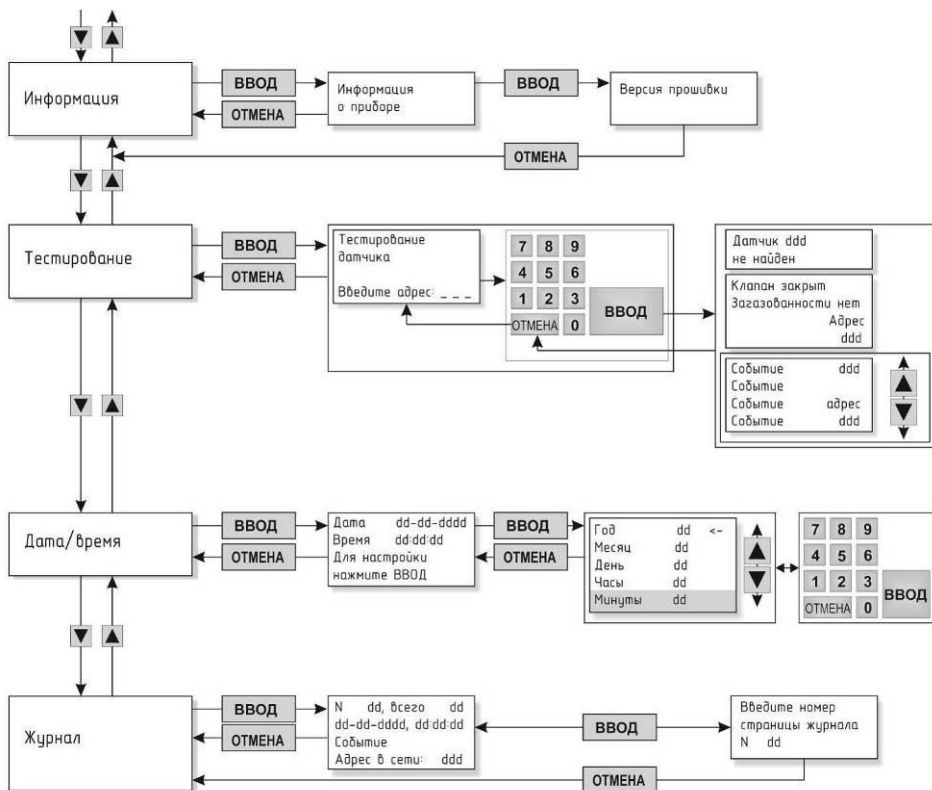 ВВОД
ВВОД
Информация
Информация
о приборе
Версия прошивки
ОТМЕНА
ОТМЕНА
Тестирование
ВВОД
ОТМЕНА
Тестирование
датчика
Введите адрес: _ _ _
7 8 9
4 5 6
1 2 3
ОТМЕНА 0
ВВОД
Датчик ddd
не найден
Клапан закрыт
Загазованности нет
Адрес
ddd
Событие ddd
Событие
Событие адрес
Событие ddd
Дата/время
ВВОД
ОТМЕНА
Дата dd-dd-dddd
Время dd:dd:dd
Для настройки
нажмите ВВОД
ВВОД
ОТМЕНА
Год dd <-
Месяц dd
День dd
Часы dd
Минуты dd
7 8 9
4 5 6
1 2 3
ОТМЕНА 0
ВВОД
Журнал
ВВОД
ОТМЕНА
N dd, всего dd
dd-dd-dddd, dd:dd:dd
Событие
Адрес в сети: ddd
ВВОД
Введите номер
страницы журнала
N dd
ОТМЕНА